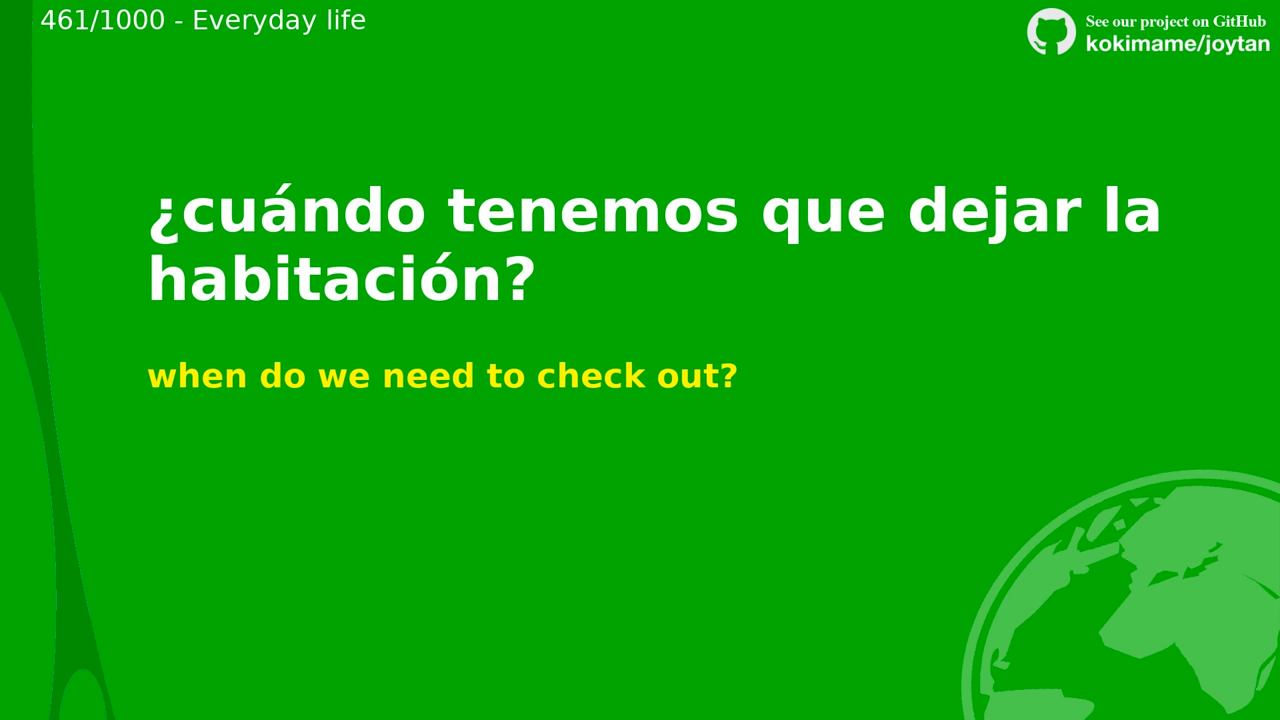 461/1000 - Everyday life
See our project on GitHub
kokimame/joytan
¿cuándo tenemos que dejar la
habitación?
when do we need to check out?